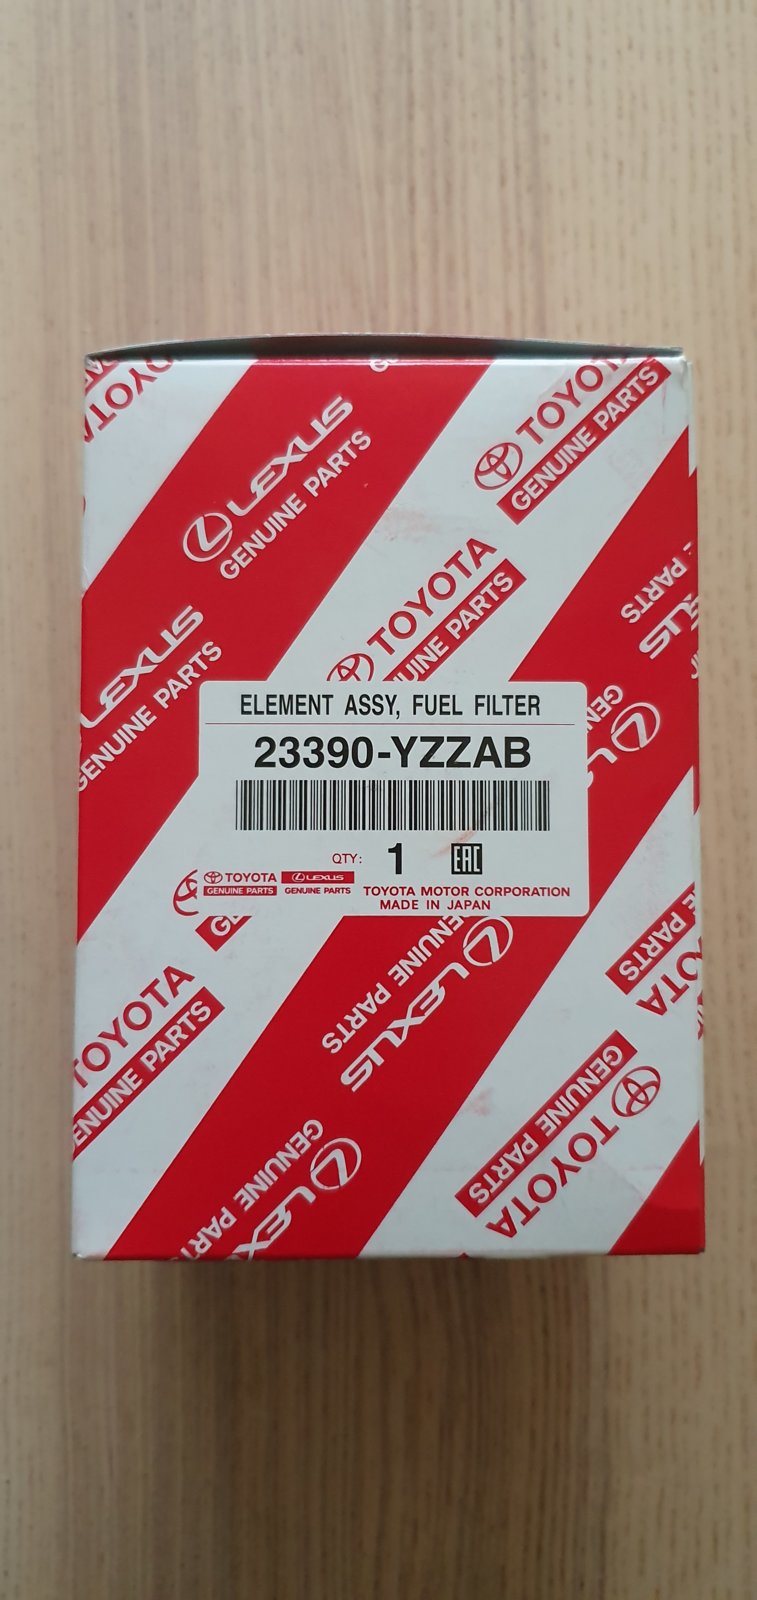 TOYOTA
LEXUS
GENUINE PARTS
TOYOTA
GENUINE PARTS
TOYOTA
GENUINE PARTS
LEXUS
GENUINE PARTS
PARTS
ELEMENT ASSY, FUEL FILTER
23390-YZZAB
QTY: 1 EAC
TOYOTA LEXUS
GENUINE PARTS GENUINE PARTS
TOYOTA MOTOR CORPORATION
MADE IN JAPAN
GENUINE PARTS
LEXUS
TOYOTA
PARTS
GENUINE PARTS
TOYOTA
GENUINE